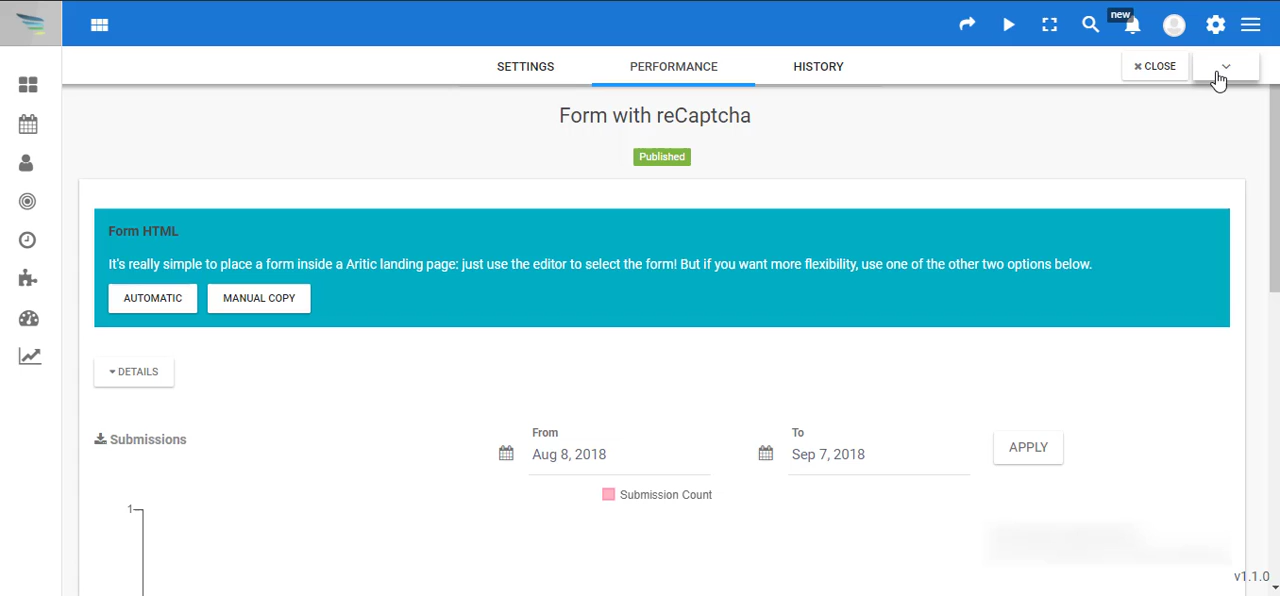 new
SETTINGS
PERFORMANCE
HISTORY
CLOSE
Form with reCaptcha
Published
Form HTML
It's really simple to place a form inside a Aritic landing page: just use the editor to select the form! But if you want more flexibility, use one of the other two options below.
AUTOMATIC
MANUAL COPY
DETAILS
Submissions
From
Aug 8, 2018
To
Sep 7, 2018
APPLY
Submission Count
1
v1.1.0